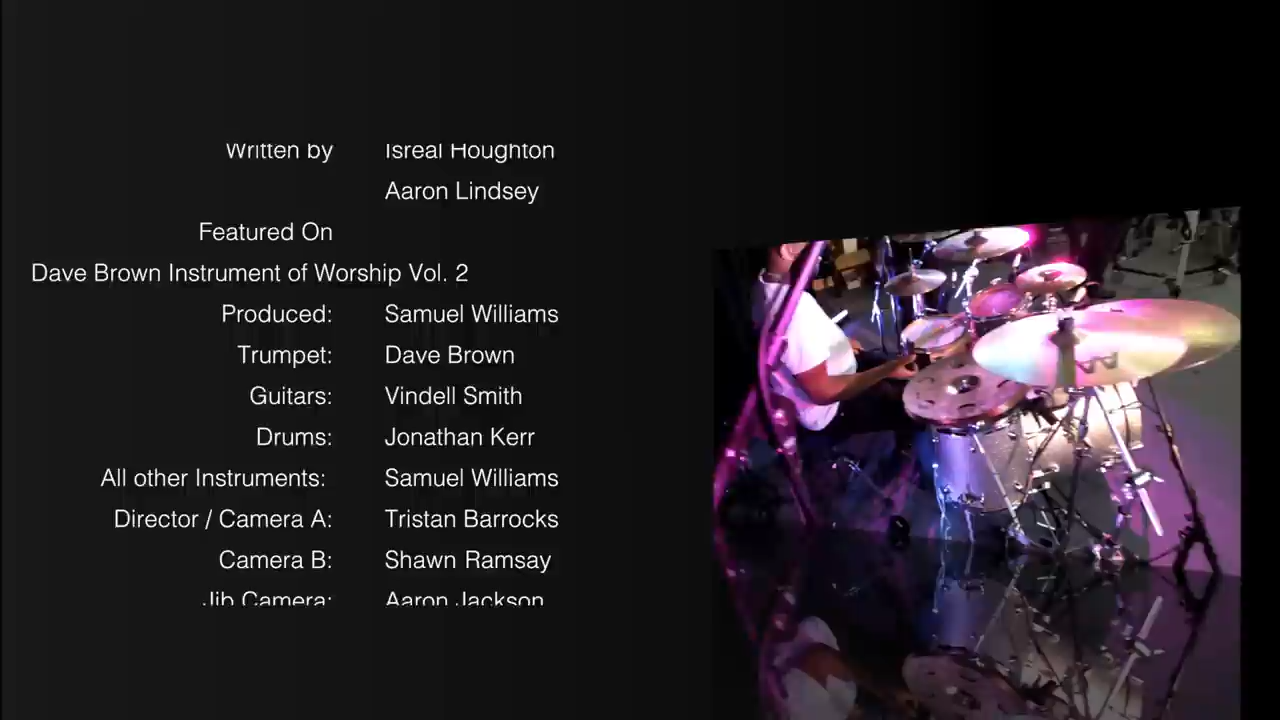 Written by Isreal Houghton
Aaron Lindsey
Featured On
Dave Brown Instrument of Worship Vol. 2
Produced: Samuel Williams
Trumpet: Dave Brown
Guitars: Vindell Smith
Drums: Jonathan Kerr
All other Instruments: Samuel Williams
Director / Camera A: Tristan Barrocks
Camera B: Shawn Ramsay
Jib Camera: Aaron Jackson